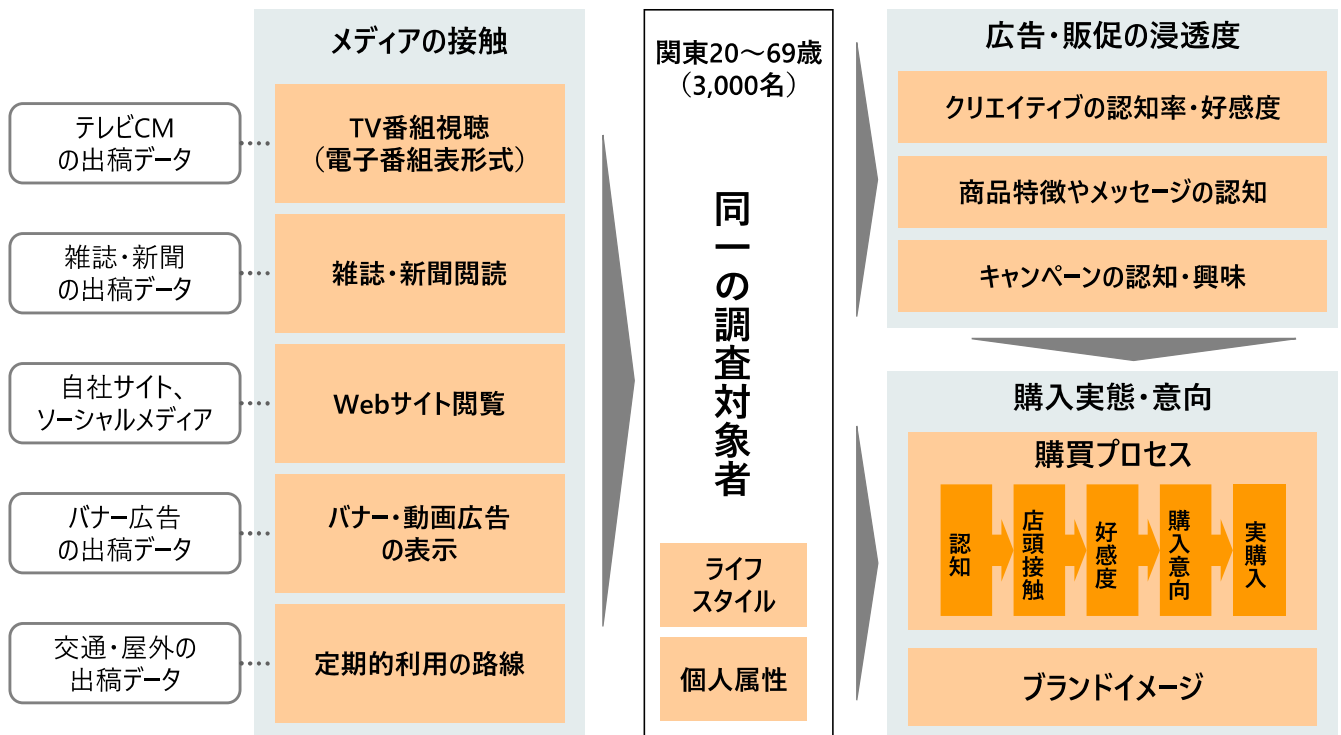 メディアの接触
テレビCM
の出稿データ
TV番組視聴
（電子番組表形式）
雑誌・新聞
の出稿データ
雑誌・新聞閲読
自社サイト、
ソーシャルメディア
Webサイト閲覧
バナー広告
の出稿データ
バナー・動画広告
の表示
交通・屋外の
出稿データ
定期的利用の路線
関東20～69歳
（3,000名）
同一の調査対象者
ライフ
スタイル
個人属性
広告・販促の浸透度
クリエイティブの認知率・好感度
商品特徴やメッセージの認知
キャンペーンの認知・興味
購入実態・意向
購買プロセス
認知
店頭接触
好感度
購入意向
実購入
ブランドイメージ